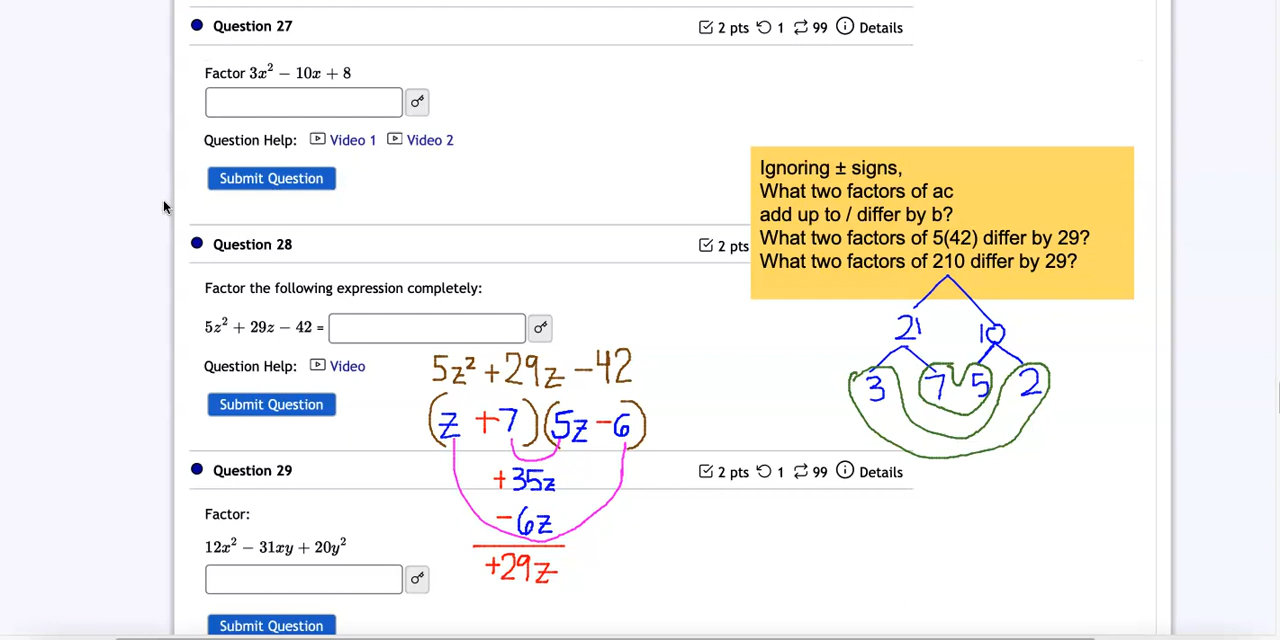 Question 27
2 pts 1 99 Details
Factor 3x² − 10x + 8
Question Help: Video 1 Video 2
Submit Question
Ignoring ± signs,
What two factors of ac
add up to / differ by b?
What two factors of 5(42) differ by 29?
What two factors of 210 differ by 29?
21 10
3 7 5 2
Question 28
2 pts
Factor the following expression completely:
5z² + 29z − 42 =
Question Help: Video
Submit Question
5z² +29z −42
(z +7)(5z −6)
+35z
−6z
+29z
Question 29
2 pts 1 99 Details
Factor:
12x² − 31xy + 20y²
Submit Question